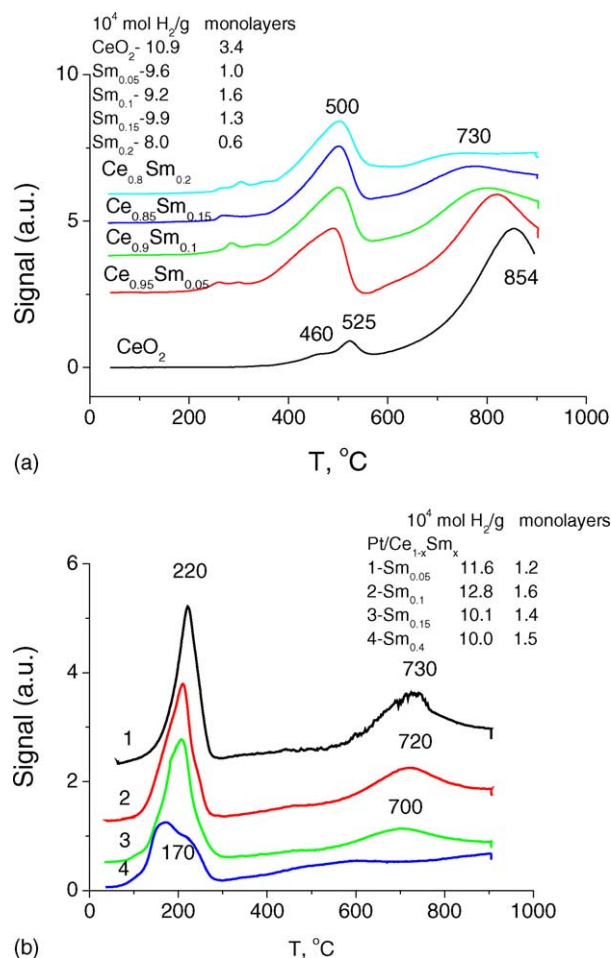 10⁴ mol H₂/g monolayers
CeO₂- 10.9 3.4
Sm₀.₀₅-9.6 1.0
Sm₀.₁-9.2 1.6
Sm₀.₁₅-9.9 1.3
Sm₀.₂- 8.0 0.6
10
5
0
Signal (a.u.)
500
730
Ce₀.₈Sm₀.₂
Ce₀.₈₅Sm₀.₁₅
Ce₀.₉Sm₀.₁
Ce₀.₉₅Sm₀.₀₅
854
460
525
CeO₂
0 200 400 600 800 1000
(a)
T, °C
10⁴ mol H₂/g monolayers
Pt/Ce₁₋ₓSmₓ
1-Sm₀.₀₅ 11.6 1.2
2-Sm₀.₁ 12.8 1.6
3-Sm₀.₁₅ 10.1 1.4
4-Sm₀.₄ 10.0 1.5
6
4
2
0
Signal (a.u.)
220
730
1
720
2
700
3
170
4
0 200 400 600 800 1000
(b)
T, °C